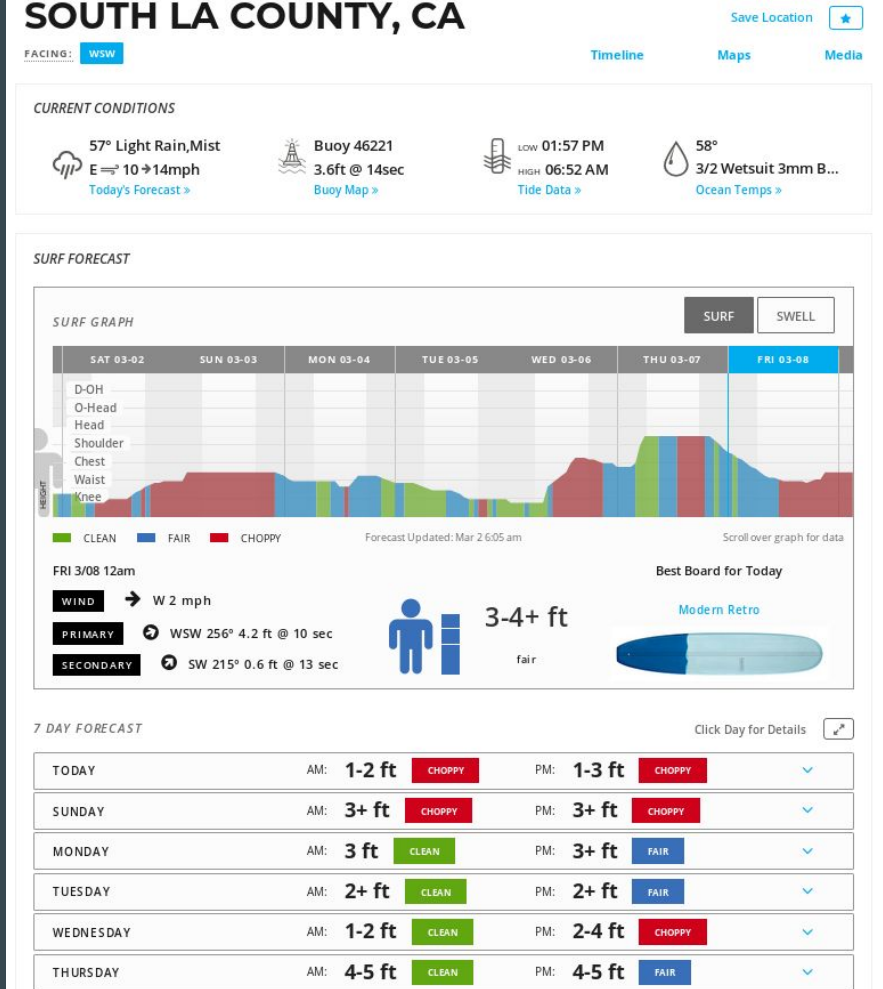 SOUTH LA COUNTY, CA
Save Location
FACING: WSW
Timeline Maps Media
CURRENT CONDITIONS
57° Light Rain,Mist
E 10 14mph
Today's Forecast »
Buoy 46221
3.6ft @ 14sec
Buoy Map »
LOW 01:57 PM
HIGH 06:52 AM
Tide Data »
58°
3/2 Wetsuit 3mm B...
Ocean Temps »
SURF FORECAST
SURF GRAPH
SURF SWELL
SAT 03-02 SUN 03-03 MON 03-04 TUE 03-05 WED 03-06 THU 03-07 FRI 03-08
D-OH
O-Head
Head
Shoulder
Chest
Waist
Knee
HEIGHT
CLEAN FAIR CHOPPY
Forecast Updated: Mar 2 6:05 am
Scroll over graph for data
FRI 3/08 12am
WIND W 2 mph
PRIMARY WSW 256° 4.2 ft @ 10 sec
SECONDARY SW 215° 0.6 ft @ 13 sec
3-4+ ft
fair
Best Board for Today
Modern Retro
7 DAY FORECAST
Click Day for Details
TODAY AM: 1-2 ft CHOPPY PM: 1-3 ft CHOPPY
SUNDAY AM: 3+ ft CHOPPY PM: 3+ ft CHOPPY
MONDAY AM: 3 ft CLEAN PM: 3+ ft FAIR
TUESDAY AM: 2+ ft CLEAN PM: 2+ ft FAIR
WEDNESDAY AM: 1-2 ft CLEAN PM: 2-4 ft CHOPPY
THURSDAY AM: 4-5 ft CLEAN PM: 4-5 ft FAIR